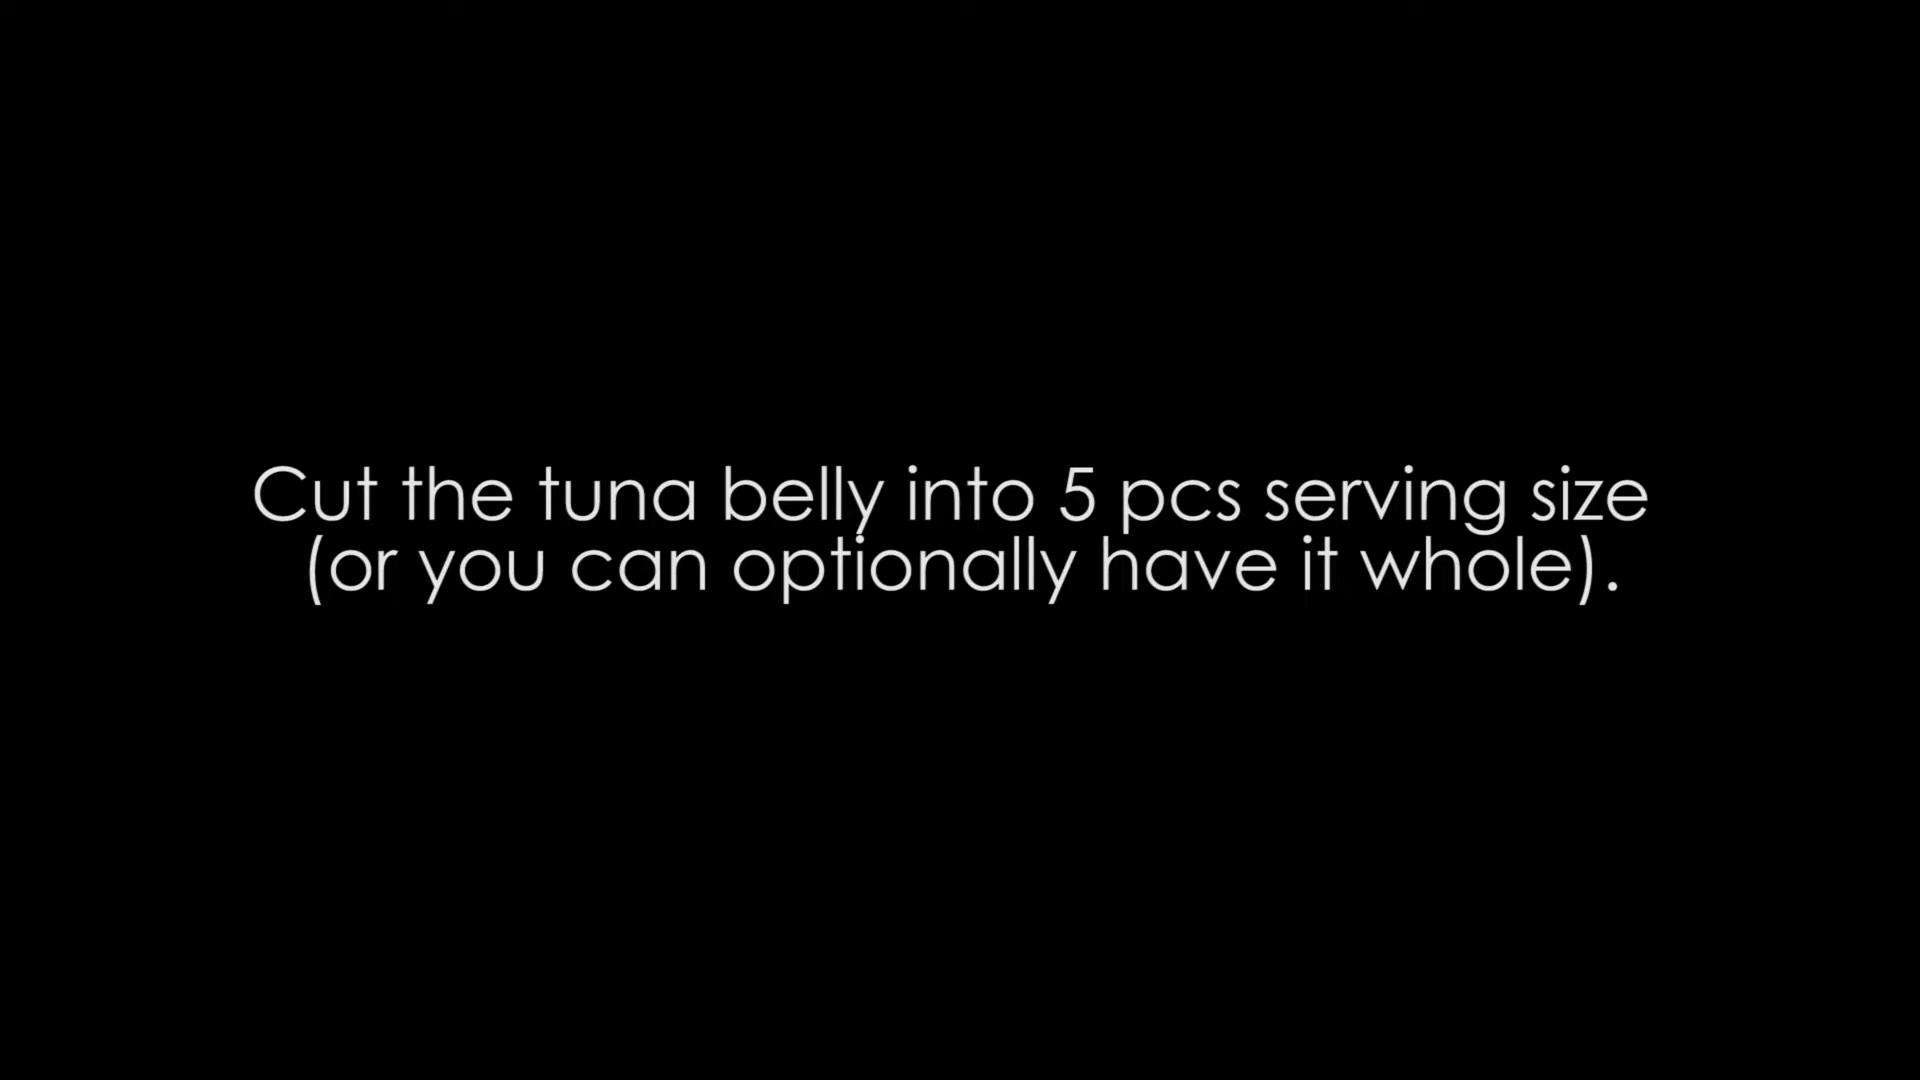 Cut the tuna belly into 5 pcs serving size
(or you can optionally have it whole).